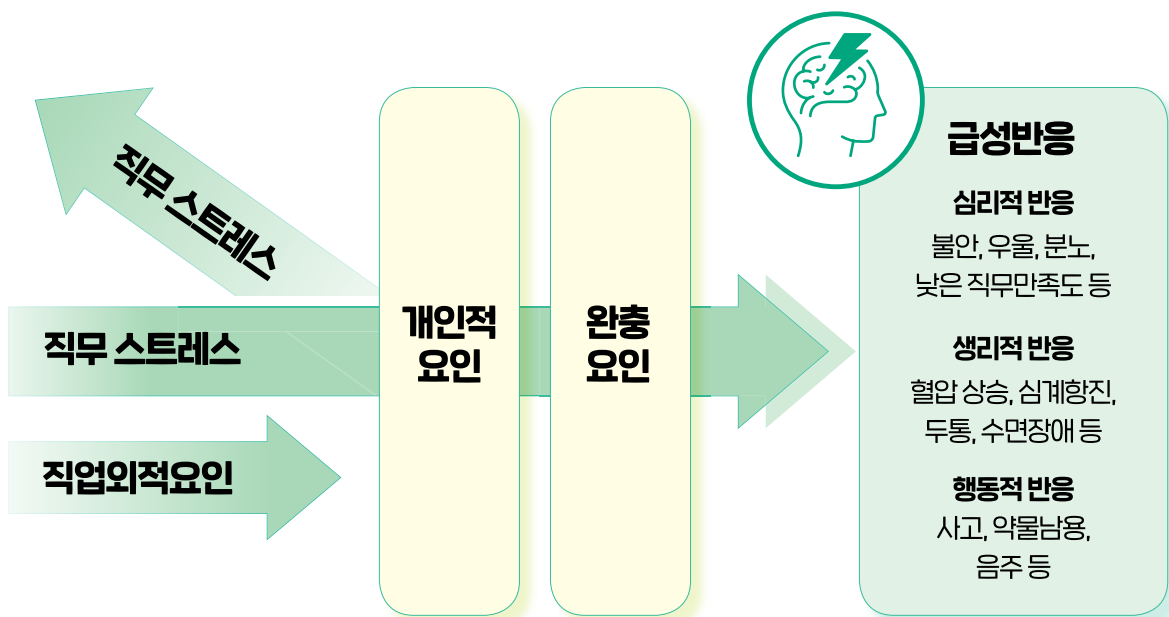 직무 스트레스
직무 스트레스
직업외적요인
개인적
요인
완충
요인
급성반응
심리적 반응
불안, 우울, 분노,
낮은 직무만족도 등
생리적 반응
혈압 상승, 심계항진,
두통, 수면장애 등
행동적 반응
사고, 약물남용,
음주 등